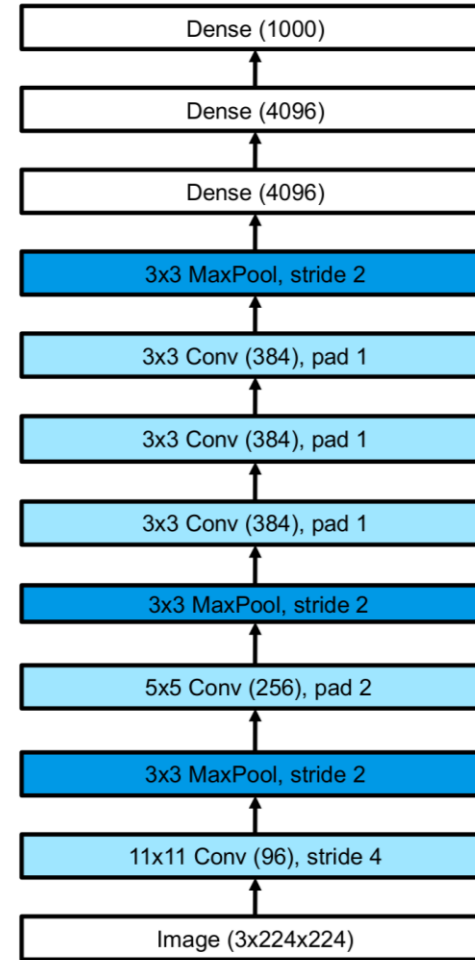 Dense (1000)
Dense (4096)
Dense (4096)
3x3 MaxPool, stride 2
3x3 Conv (384), pad 1
3x3 Conv (384), pad 1
3x3 Conv (384), pad 1
3x3 MaxPool, stride 2
5x5 Conv (256), pad 2
3x3 MaxPool, stride 2
11x11 Conv (96), stride 4
Image (3x224x224)